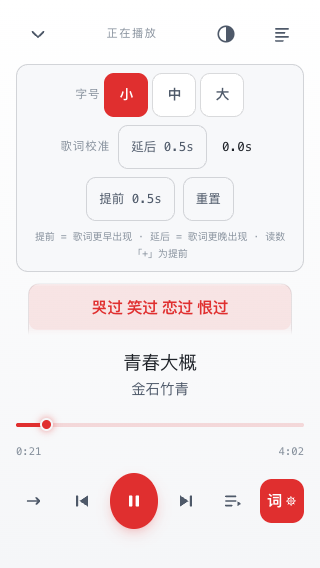 正在播放
字号 小 中 大
歌词校准 延后 0.5s 0.0s
提前 0.5s 重置
提前 = 歌词更早出现 · 延后 = 歌词更晚出现 · 读数
「+」为提前
哭过 笑过 恋过 恨过
青春大概
金石竹青
0:21 4:02
词